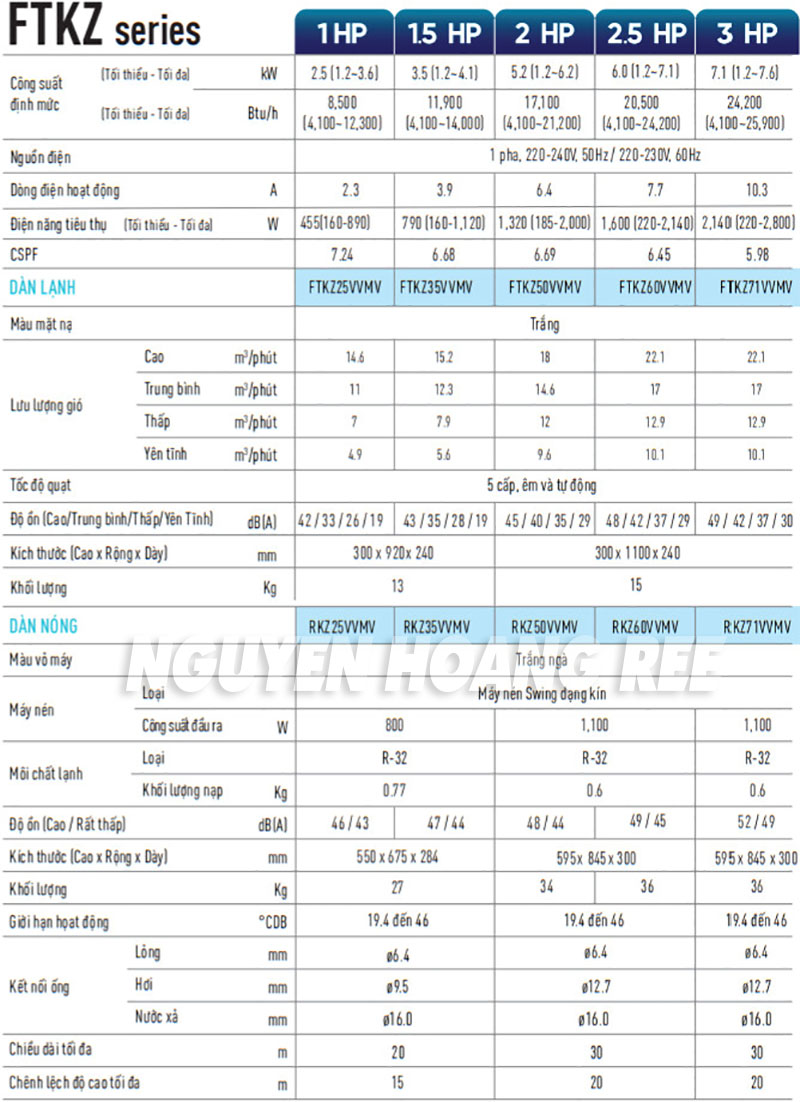 FTKZ series 1 HP 1.5 HP 2 HP 2.5 HP 3 HP
Công suất định mức (Tối thiểu - Tối đa) kW 2.5 (1.2~3.6) 3.5 (1.2~4.1) 5.2 (1.2~6.2) 6.0 (1.2~7.1) 7.1 (1.2~7.6)
(Tối thiểu - Tối đa) Btu/h 8,500 (4,100~12,300) 11,900 (4,100~14,000) 17,100 (4,100~21,200) 20,500 (4,100~24,200) 24,200 (4,100~25,900)
Nguồn điện 1 pha, 220-240V, 50Hz / 220-230V, 60Hz
Dòng điện hoạt động A 2.3 3.9 6.4 7.7 10.3
Điện năng tiêu thụ (Tối thiểu - Tối đa) W 455(160-890) 790 (160-1,120) 1,320 (185-2,000) 1,600 (220-2,140) 2,140 (220-2,800)
CSPF 7.24 6.68 6.69 6.45 5.98
DÀN LẠNH FTKZ25VVMV FTKZ35VVMV FTKZ50VVMV FTKZ60VVMV FTKZ71VVMV
Màu mặt nạ Trắng
Lưu lượng gió Cao m³/phút 14.6 15.2 18 22.1 22.1
Trung bình m³/phút 11 12.3 14.6 17 17
Thấp m³/phút 7 7.9 12 12.9 12.9
Yên tĩnh m³/phút 4.9 5.6 9.6 10.1 10.1
Tốc độ quạt 5 cấp, êm và tự động
Độ ồn (Cao/Trung bình/Thấp/Yên Tĩnh) dB(A) 42 / 33 / 26 / 19 43 / 35 / 28 / 19 45 / 40 / 35 / 29 48 / 42 / 37 / 29 49 / 42 / 37 / 30
Kích thước (Cao x Rộng x Dày) mm 300 x 920x 240 300 x 1100 x 240
Khối lượng Kg 13 15
DÀN NÓNG RKZ25VVMV RKZ35VVMV RKZ50VVMV RKZ60VVMV RKZ71VVMV
Màu vỏ máy Trắng ngà
NGUYEN HOANG REE
Máy nén Loại Máy nén Swing dạng kín
Công suất đầu ra W 800 1,100 1,100
Môi chất lạnh Loại R-32 R-32 R-32
Khối lượng nạp Kg 0.77 0.6 0.6
Độ ồn (Cao / Rất thấp) dB(A) 46 / 43 47 / 44 48 / 44 49 / 45 52 / 49
Kích thước (Cao x Rộng x Dày) mm 550 x 675 x 284 595x 845 x 300 595x 845 x 300
Khối lượng Kg 27 34 36 36
Giới hạn hoạt động °CDB 19.4 đến 46 19.4 đến 46 19.4 đến 46
Kết nối ống Lỏng mm ø6.4 ø6.4 ø6.4
Hơi mm ø9.5 ø12.7 ø12.7
Nước xả mm ø16.0 ø16.0 ø16.0
Chiều dài tối đa m 20 30 30
Chênh lệch độ cao tối đa m 15 20 20